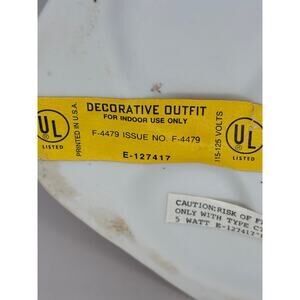 UL
LISTED
PRINTED IN U.S.A.
DECORATIVE OUTFIT
FOR INDOOR USE ONLY
F-4479 ISSUE NO. F-4479
E-127417
115-125 VOLTS
UL
LISTED
CAUTION:RISK OF
ONLY WITH TYPE
5 WATT E-127417